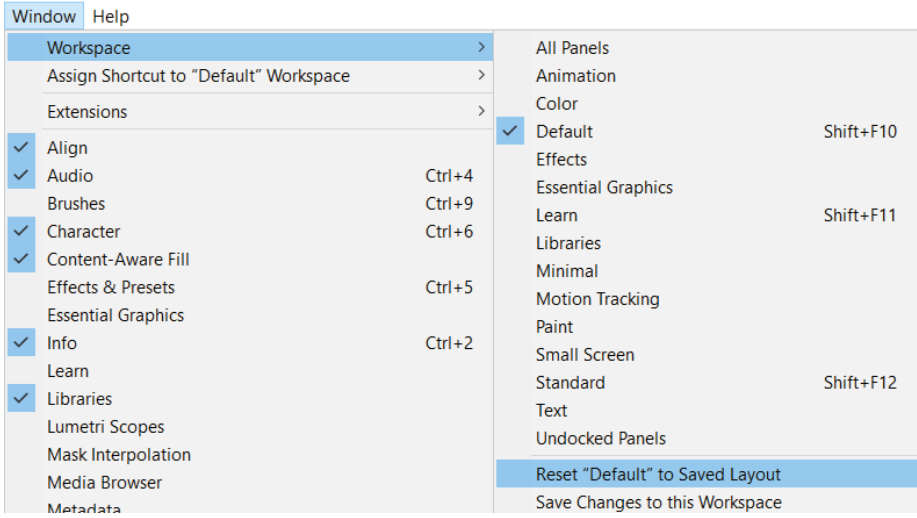 Window Help
Workspace
Assign Shortcut to “Default” Workspace
Extensions
Align
Audio Ctrl+4
Brushes Ctrl+9
Character Ctrl+6
Content-Aware Fill
Effects & Presets Ctrl+5
Essential Graphics
Info Ctrl+2
Learn
Libraries
Lumetri Scopes
Mask Interpolation
Media Browser
Metadata
All Panels
Animation
Color
Default Shift+F10
Effects
Essential Graphics
Learn Shift+F11
Libraries
Minimal
Motion Tracking
Paint
Small Screen
Standard Shift+F12
Text
Undocked Panels
Reset “Default” to Saved Layout
Save Changes to this Workspace